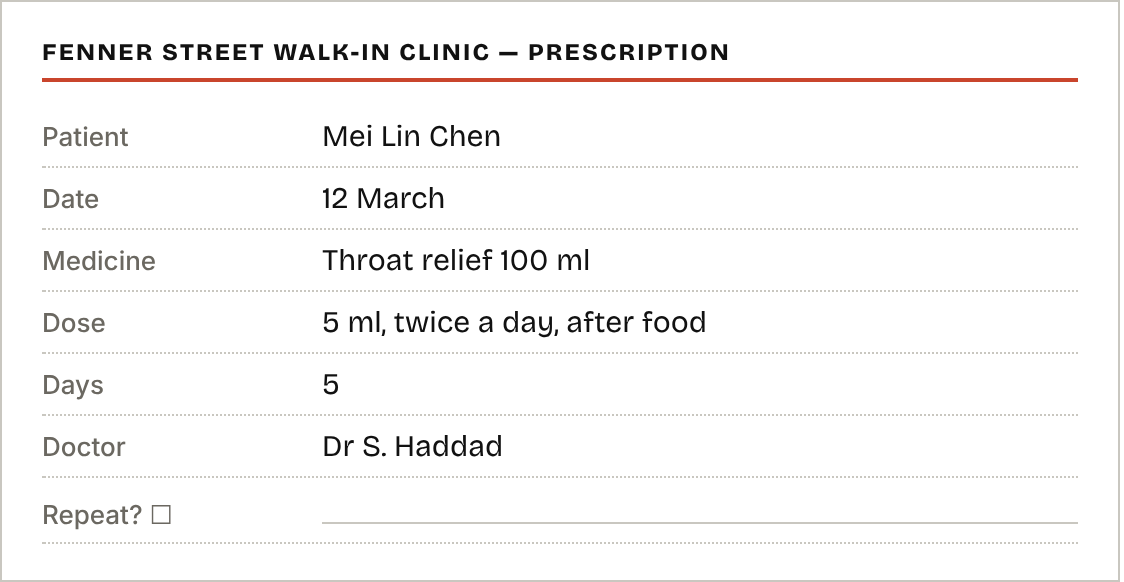 FENNER STREET WALK-IN CLINIC — PRESCRIPTION
Patient Mei Lin Chen
Date 12 March
Medicine Throat relief 100 ml
Dose 5 ml, twice a day, after food
Days 5
Doctor Dr S. Haddad
Repeat? ☐